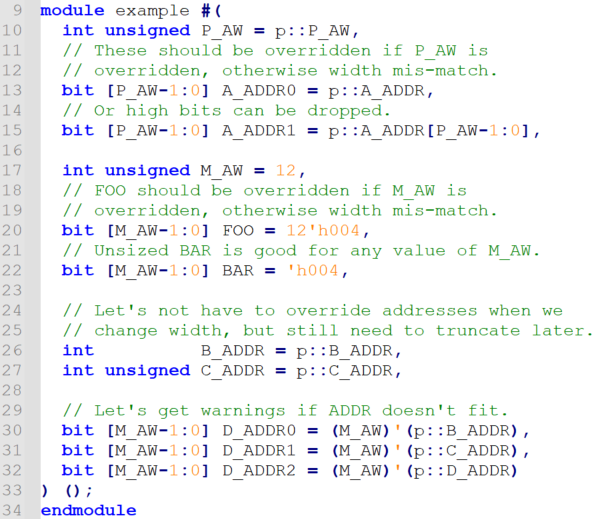 9 module example #(
10 int unsigned P_AW = p::P_AW,
11 // These should be overridden if P_AW is
12 // overridden, otherwise width mis-match.
13 bit [P_AW-1:0] A_ADDR0 = p::A_ADDR,
14 // Or high bits can be dropped.
15 bit [P_AW-1:0] A_ADDR1 = p::A_ADDR[P_AW-1:0],
16
17 int unsigned M_AW = 12,
18 // FOO should be overridden if M_AW is
19 // overridden, otherwise width mis-match.
20 bit [M_AW-1:0] FOO = 12'h004,
21 // Unsized BAR is good for any value of M_AW.
22 bit [M_AW-1:0] BAR = 'h004,
23
24 // Let's not have to override addresses when we
25 // change width, but still need to truncate later.
26 int B_ADDR = p::B_ADDR,
27 int unsigned C_ADDR = p::C_ADDR,
28
29 // Let's get warnings if ADDR doesn't fit.
30 bit [M_AW-1:0] D_ADDR0 = (M_AW)'(p::B_ADDR),
31 bit [M_AW-1:0] D_ADDR1 = (M_AW)'(p::C_ADDR),
32 bit [M_AW-1:0] D_ADDR2 = (M_AW)'(p::D_ADDR)
33 ) ();
34 endmodule